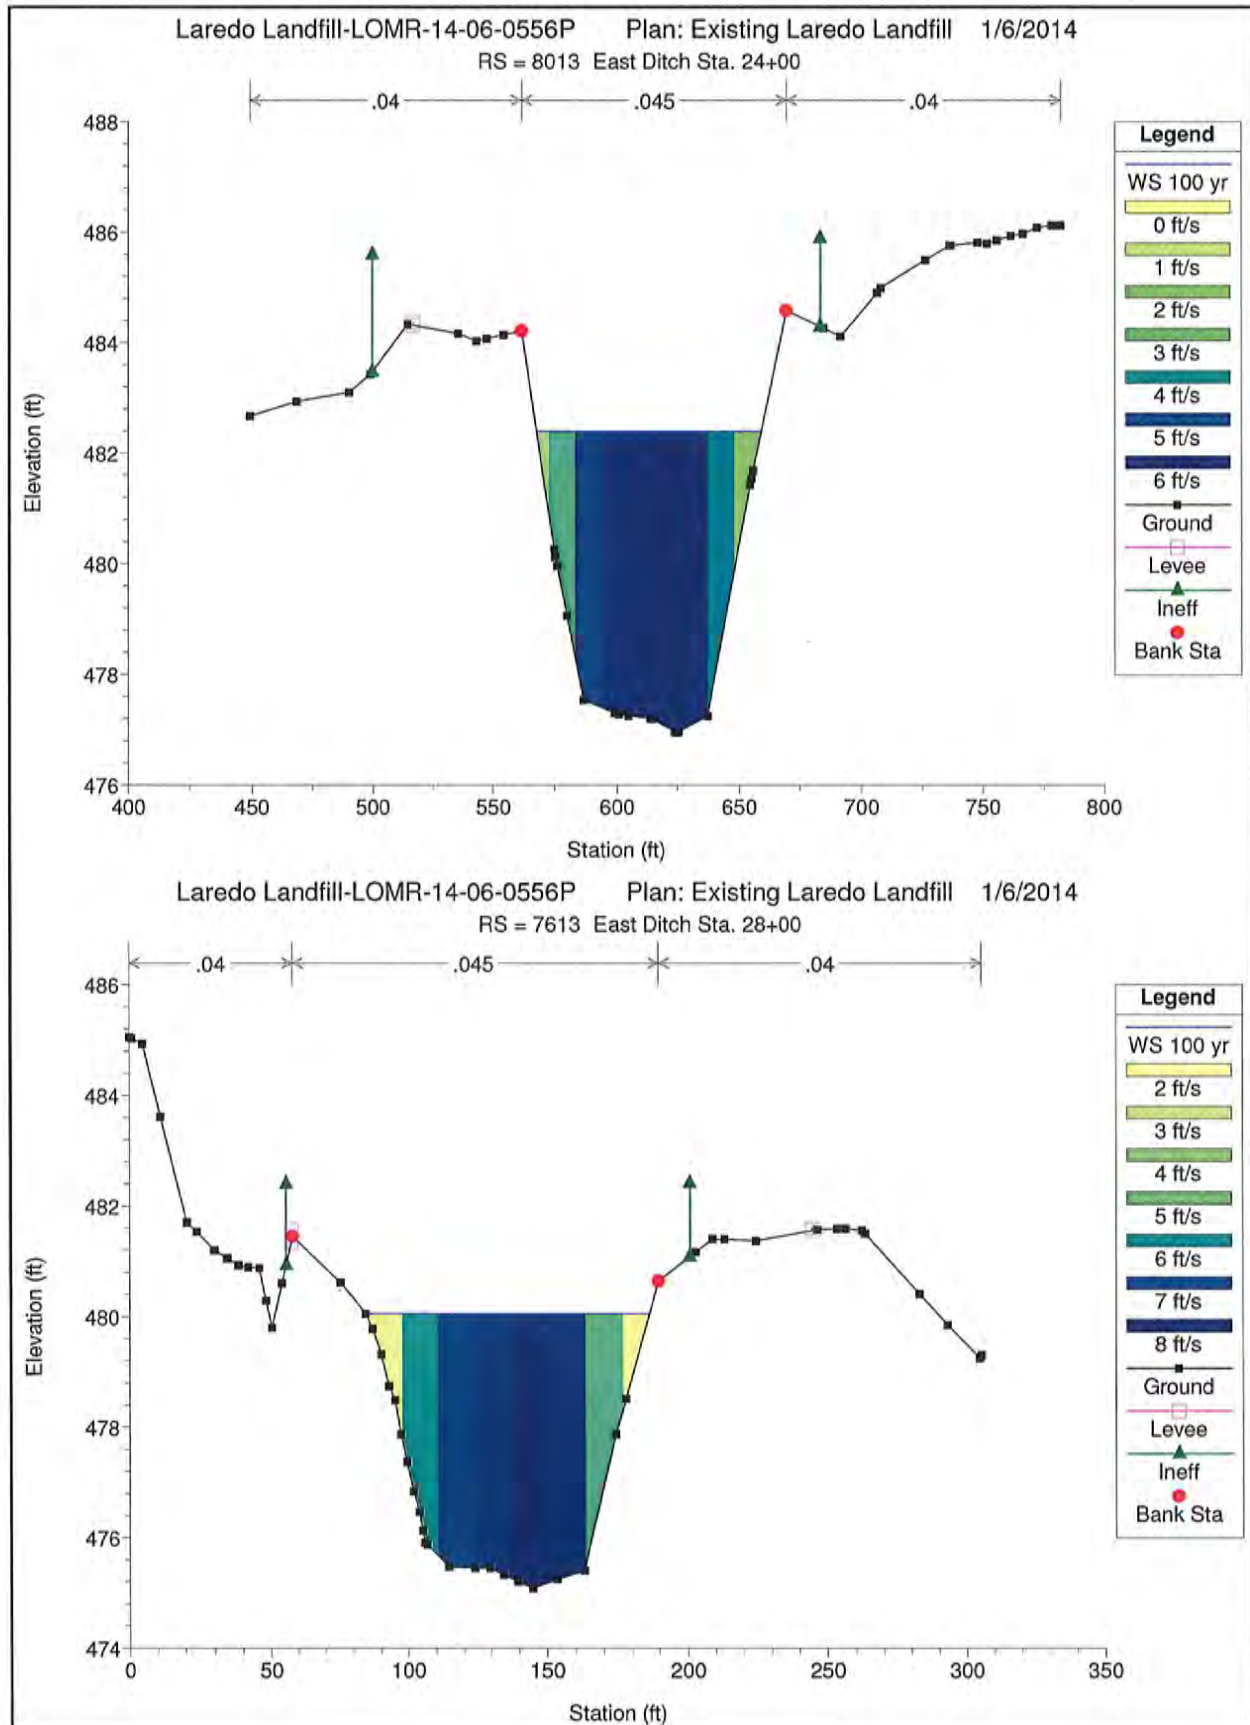 Laredo Landfill-LOMR-14-06-0556P Plan: Existing Laredo Landfill 1/6/2014
RS = 8013 East Ditch Sta. 24+00
.04 .045 .04
488
486
484
482
480
478
476
Elevation (ft)
400 450 500 550 600 650 700 750 800
Station (ft)
Legend
WS 100 yr
0 ft/s
1 ft/s
2 ft/s
3 ft/s
4 ft/s
5 ft/s
6 ft/s
Ground
Levee
Ineff
Bank Sta
Laredo Landfill-LOMR-14-06-0556P Plan: Existing Laredo Landfill 1/6/2014
RS = 7613 East Ditch Sta. 28+00
.04 .045 .04
486
484
482
480
478
476
474
Elevation (ft)
0 50 100 150 200 250 300 350
Station (ft)
Legend
WS 100 yr
2 ft/s
3 ft/s
4 ft/s
5 ft/s
6 ft/s
7 ft/s
8 ft/s
Ground
Levee
Ineff
Bank Sta